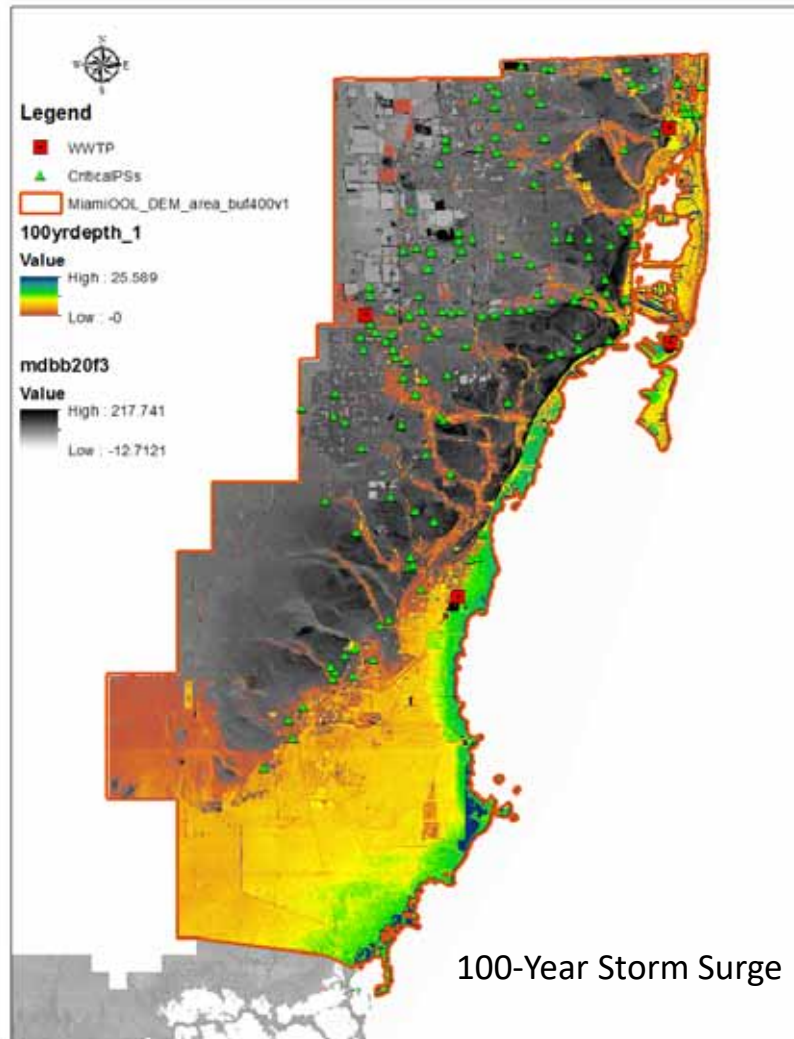 N
E
S
Legend
WWTP
CriticalPSs
MiamiOOL_DEM_area_buf400v1
100yrdepth_1
Value
High : 25.589
Low : -0
mdbb20f3
Value
High : 217.741
Low : -12.7121
100-Year Storm Surge